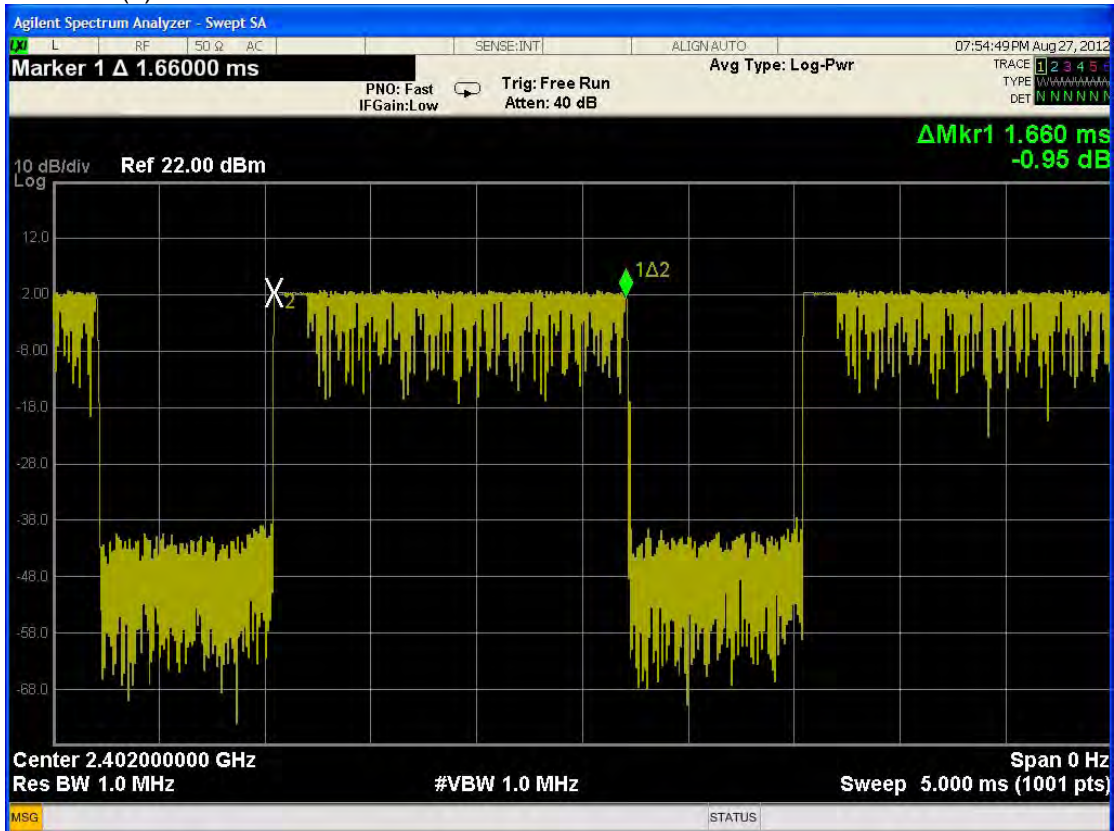 Agilent Spectrum Analyzer - Swept SA
LXI L RF 50 Ω AC SENSE:INT ALIGN AUTO 07:54:49 PM Aug 27, 2012
Marker 1 Δ 1.66000 ms
PNO: Fast
IFGain:Low
Trig: Free Run
Atten: 40 dB
Avg Type: Log-Pwr
TRACE 1 2 3 4 5
TYPE
DET N N N N N N
ΔMkr1 1.660 ms
-0.95 dB
10 dB/div Ref 22.00 dBm
Log
12.0
1Δ2
2.00
2
-8.00
-18.0
-28.0
-38.0
-48.0
-58.0
-68.0
Center 2.402000000 GHz Span 0 Hz
Res BW 1.0 MHz #VBW 1.0 MHz Sweep 5.000 ms (1001 pts)
MSG STATUS